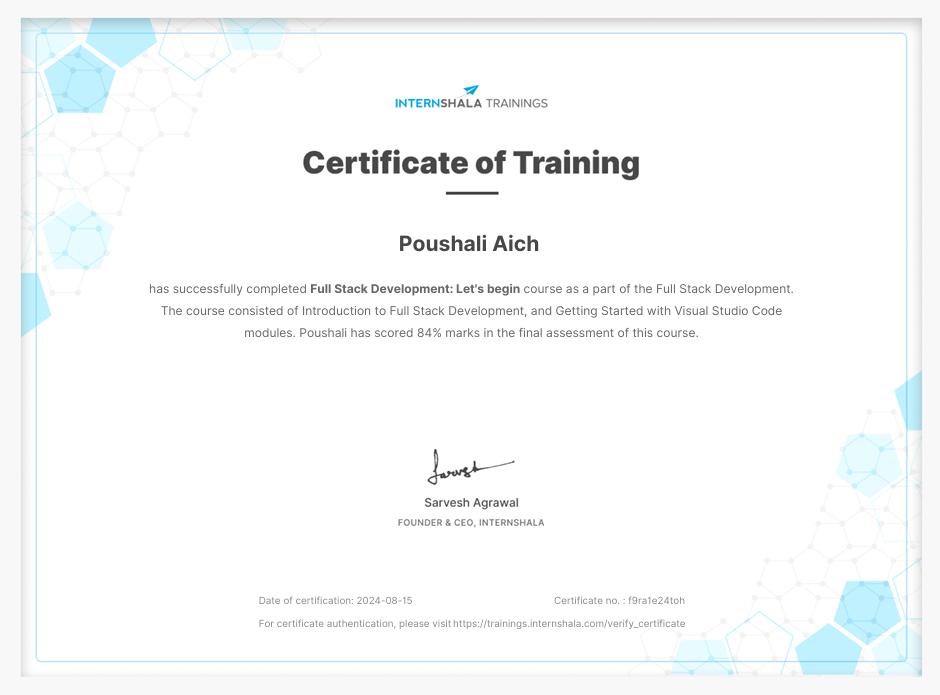 INTERNSHALA TRAININGS
Certificate of Training
Poushali Aich
has successfully completed Full Stack Development: Let's begin course as a part of the Full Stack Development.
The course consisted of Introduction to Full Stack Development, and Getting Started with Visual Studio Code
modules. Poushali has scored 84% marks in the final assessment of this course.
Sarvesh
Sarvesh Agrawal
FOUNDER & CEO, INTERNSHALA
Date of certification: 2024-08-15 Certificate no. : f9ra1e24toh
For certificate authentication, please visit https://trainings.internshala.com/verify_certificate